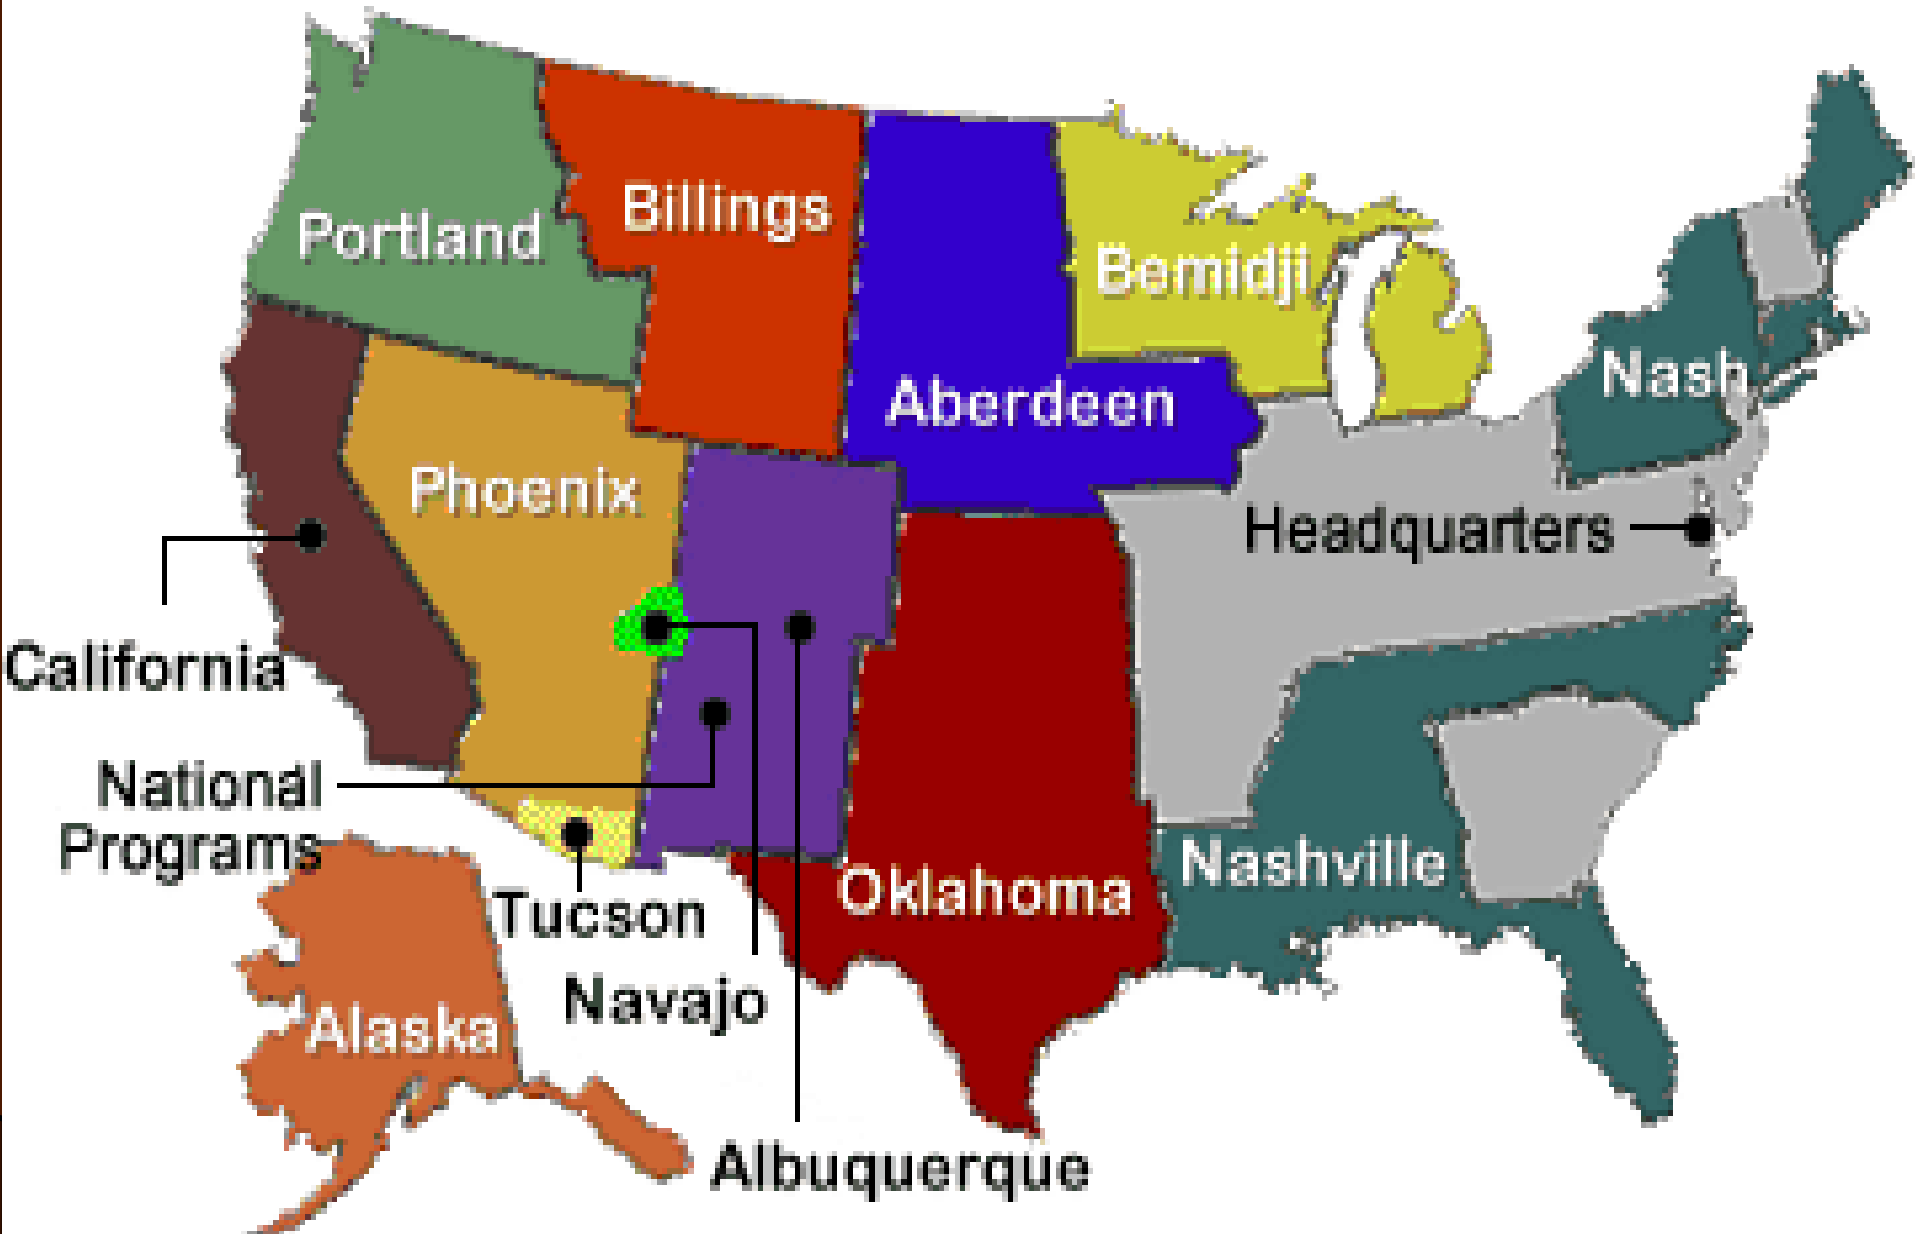 Portland
Billings
Bemidji
Nash
Aberdeen
Phoenix
Headquarters
California
National
Programs
Nashville
Oklahoma
Tucson
Navajo
Alaska
Albuquerque